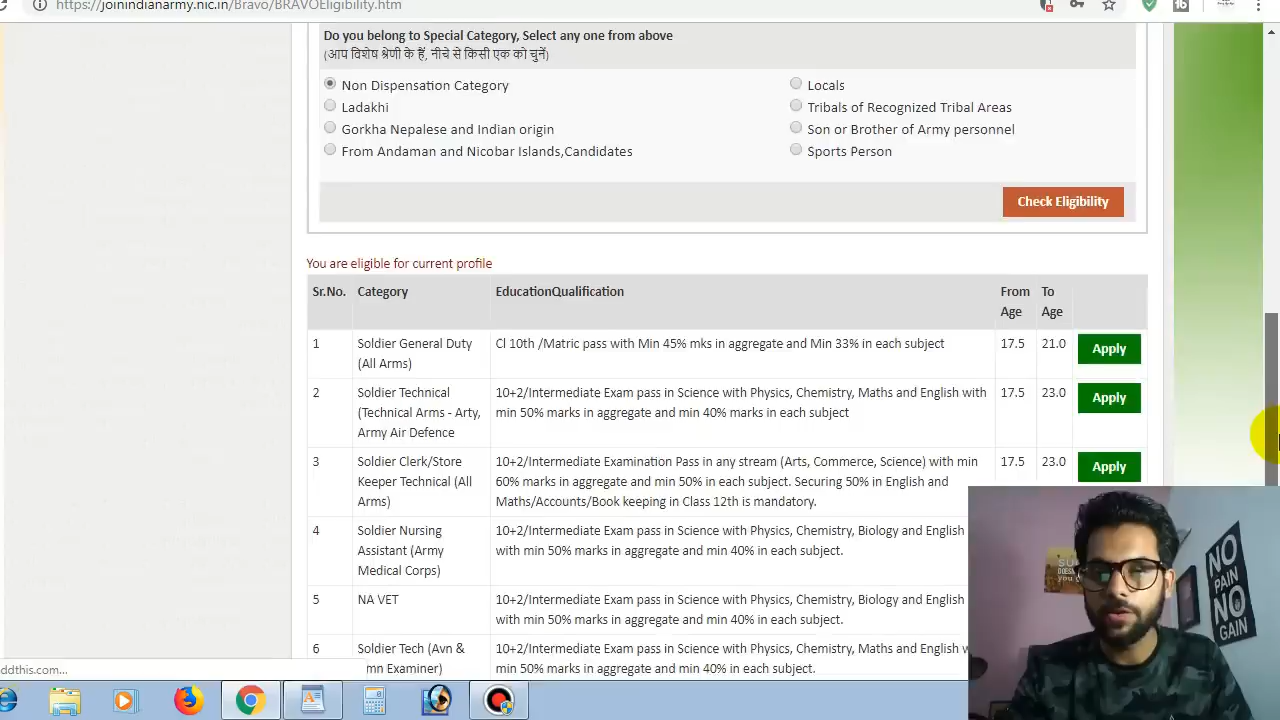 https://joinindianarmy.nic.in/Bravo/BRAVOEligibility.htm
16
Do you belong to Special Category, Select any one from above
(आप विशेष श्रेणी के हैं, नीचे से किसी एक को चुनें)
Non Dispensation Category
Locals
Ladakhi
Tribals of Recognized Tribal Areas
Gorkha Nepalese and Indian origin
Son or Brother of Army personnel
From Andaman and Nicobar Islands,Candidates
Sports Person
Check Eligibility
You are eligible for current profile
Sr.No. Category EducationQualification From To
Age Age
1 Soldier General Duty Cl 10th /Matric pass with Min 45% mks in aggregate and Min 33% in each subject 17.5 21.0 Apply
(All Arms)
2 Soldier Technical 10+2/Intermediate Exam pass in Science with Physics, Chemistry, Maths and English with 17.5 23.0 Apply
(Technical Arms - Arty, min 50% marks in aggregate and min 40% marks in each subject
Army Air Defence
3 Soldier Clerk/Store 10+2/Intermediate Examination Pass in any stream (Arts, Commerce, Science) with min 17.5 23.0 Apply
Keeper Technical (All 60% marks in aggregate and min 50% in each subject. Securing 50% in English and
Arms) Maths/Accounts/Book keeping in Class 12th is mandatory.
4 Soldier Nursing 10+2/Intermediate Exam pass in Science with Physics, Chemistry, Biology and English
Assistant (Army with min 50% marks in aggregate and min 40% in each subject.
Medical Corps)
5 NA VET 10+2/Intermediate Exam pass in Science with Physics, Chemistry, Biology and English
with min 50% marks in aggregate and min 40% in each subject.
6 Soldier Tech (Avn & 10+2/Intermediate Exam pass in Science with Physics, Chemistry, Maths and English
Examiner) min 50% marks in aggregate and min 40% in each subject.
ddthis.com...
NO
PAIN
NO
GAIN